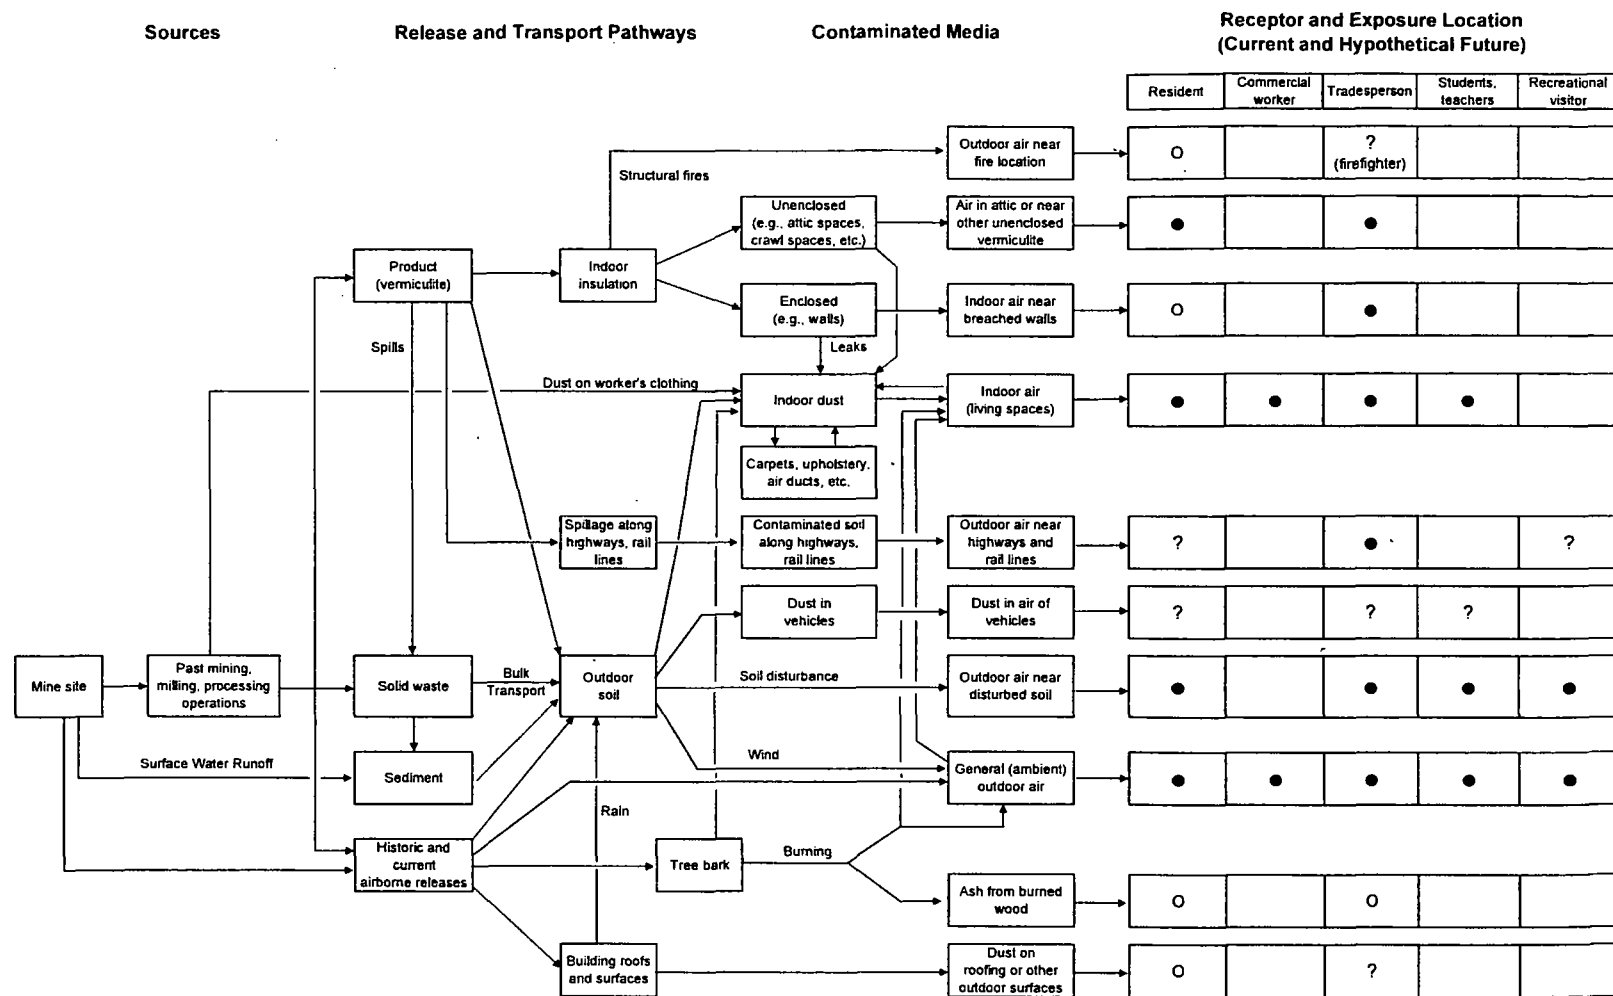 Sources
Release and Transport Pathways
Contaminated Media
Receptor and Exposure Location
(Current and Hypothetical Future)
Resident
Commercial
worker
Tradesperson
Students,
teachers
Recreational
visitor
Outdoor air near
fire location
O
?
(firefighter)
Structural fires
Unenclosed
(e.g., attic spaces,
crawl spaces, etc.)
Air in attic or near
other unenclosed
vermiculite
●
●
Product
(vermiculite)
Indoor
insulation
Enclosed
(e.g., walls)
Indoor air near
breached walls
O
●
Spills
Leaks
Dust on worker's clothing
Indoor dust
Indoor air
(living spaces)
●
●
●
●
Carpets, upholstery,
air ducts, etc.
Spillage along
highways, rail
lines
Contaminated soil
along highways,
rail lines
Outdoor air near
highways and
rail lines
?
●
?
Dust in
vehicles
Dust in air of
vehicles
?
?
?
Mine site
Past mining,
milling, processing
operations
Solid waste
Bulk
Transport
Outdoor
soil
Soil disturbance
Outdoor air near
disturbed soil
●
●
●
●
Surface Water Runoff
Sediment
Wind
General (ambient)
outdoor air
●
●
●
●
●
Rain
Historic and
current
airborne releases
Tree bark
Burning
Ash from burned
wood
O
O
Building roofs
and surfaces
Dust on
roofing or other
outdoor surfaces
O
?